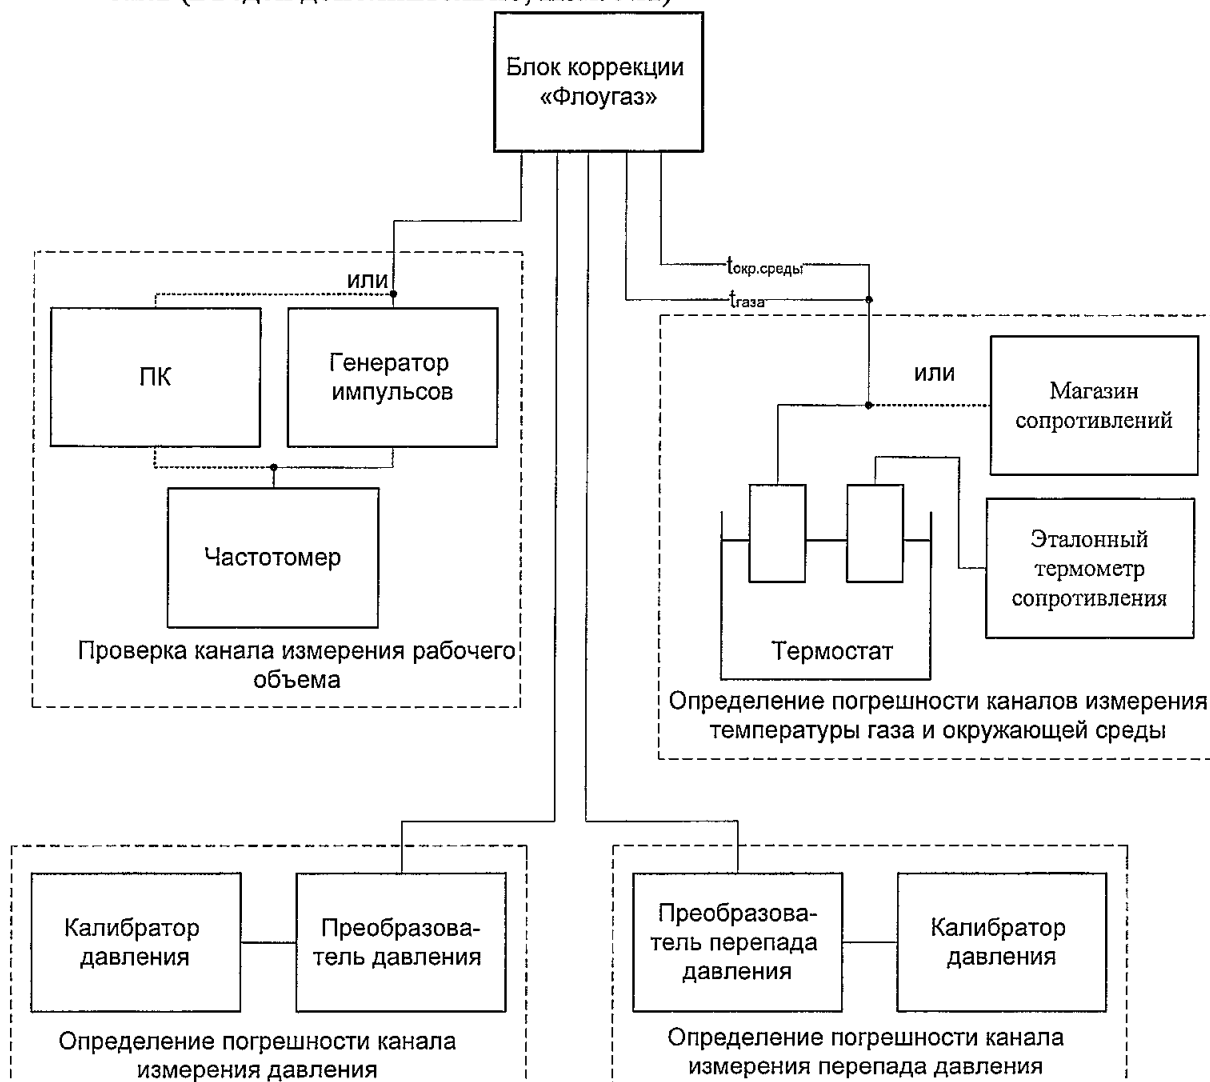 Блок коррекции
«Флоугаз»
или
tокр.среды
tгаза
ПК
Генератор
импульсов
или
Магазин
сопротивлений
Частотомер
Эталонный
термометр
сопротивления
Термостат
Проверка канала измерения рабочего
объема
Определение погрешности каналов измерения
температуры газа и окружающей среды
Калибратор
давления
Преобразова-
тель давления
Преобразова-
тель перепада
давления
Калибратор
давления
Определение погрешности канала
измерения давления
Определение погрешности канала
измерения перепада давления